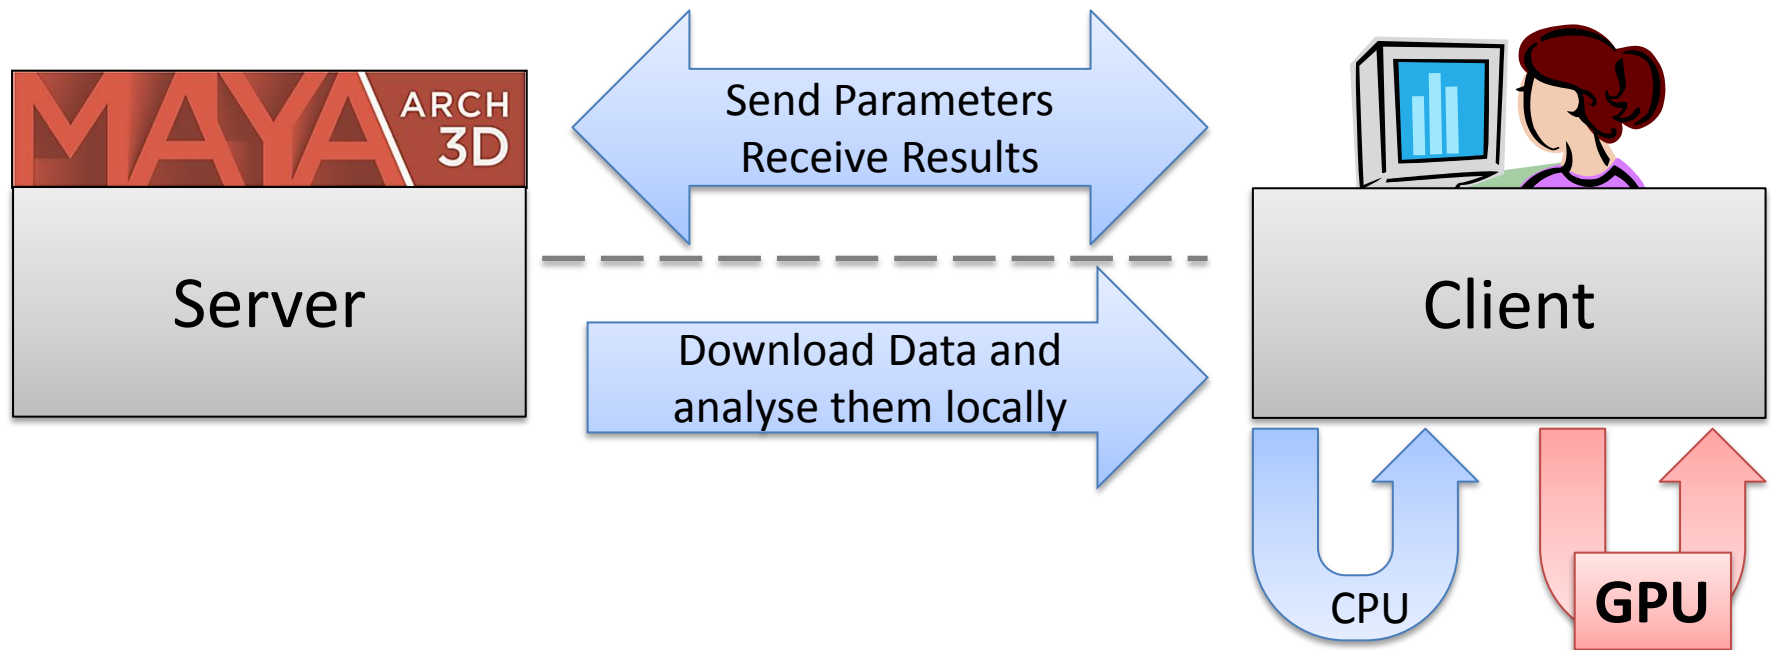 MAYA ARCH
3D
Send Parameters
Receive Results
Server
Client
Download Data and
analyse them locally
CPU
GPU